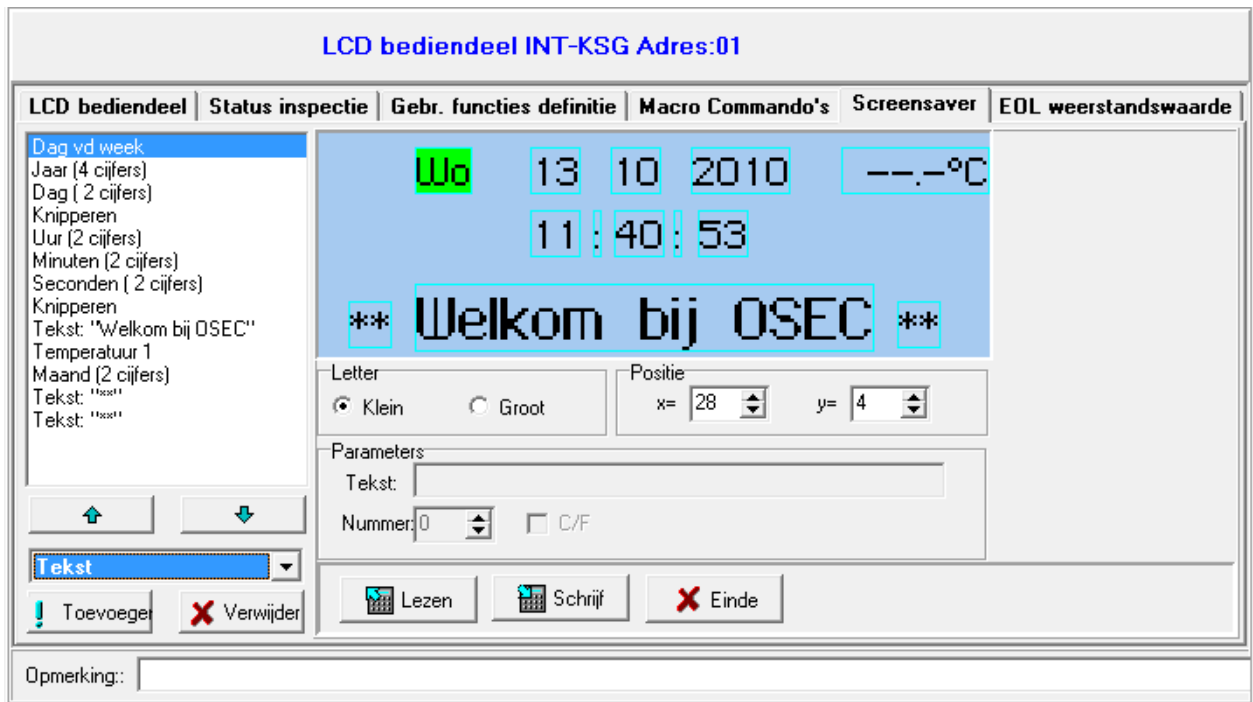 LCD bediendeel INT-KSG Adres:01
LCD bediendeel Status inspectie Gebr. functies definitie Macro Commando's Screensaver EOL weerstandswaarde
Dag vd week
Jaar (4 cijfers)
Dag ( 2 cijfers)
Knipperen
Uur (2 cijfers)
Minuten (2 cijfers)
Seconden ( 2 cijfers)
Knipperen
Tekst: "Welkom bij OSEC"
Temperatuur 1
Maand (2 cijfers)
Tekst: "**"
Tekst: "**"
Wo 13 10 2010 --.-°C
11 : 40 : 53
** Welkom bij OSEC **
Letter
Klein Groot
Positie
x= 28 y= 4
Parameters
Tekst:
Nummer: 0 C/F
Tekst
Toevoeger Verwijder
Lezen Schrijf Einde
Opmerking::